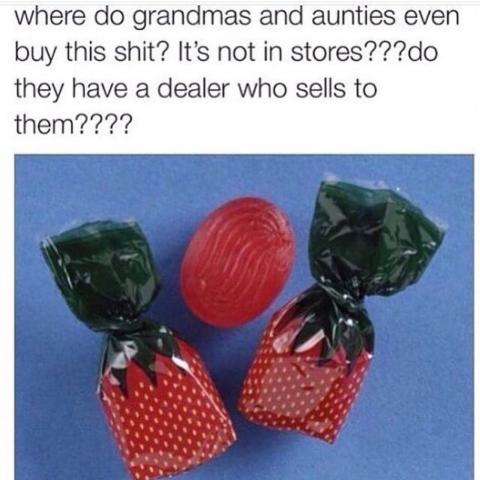 where do grandmas and aunties even
buy this shit? It's not in stores???do
they have a dealer who sells to
them????